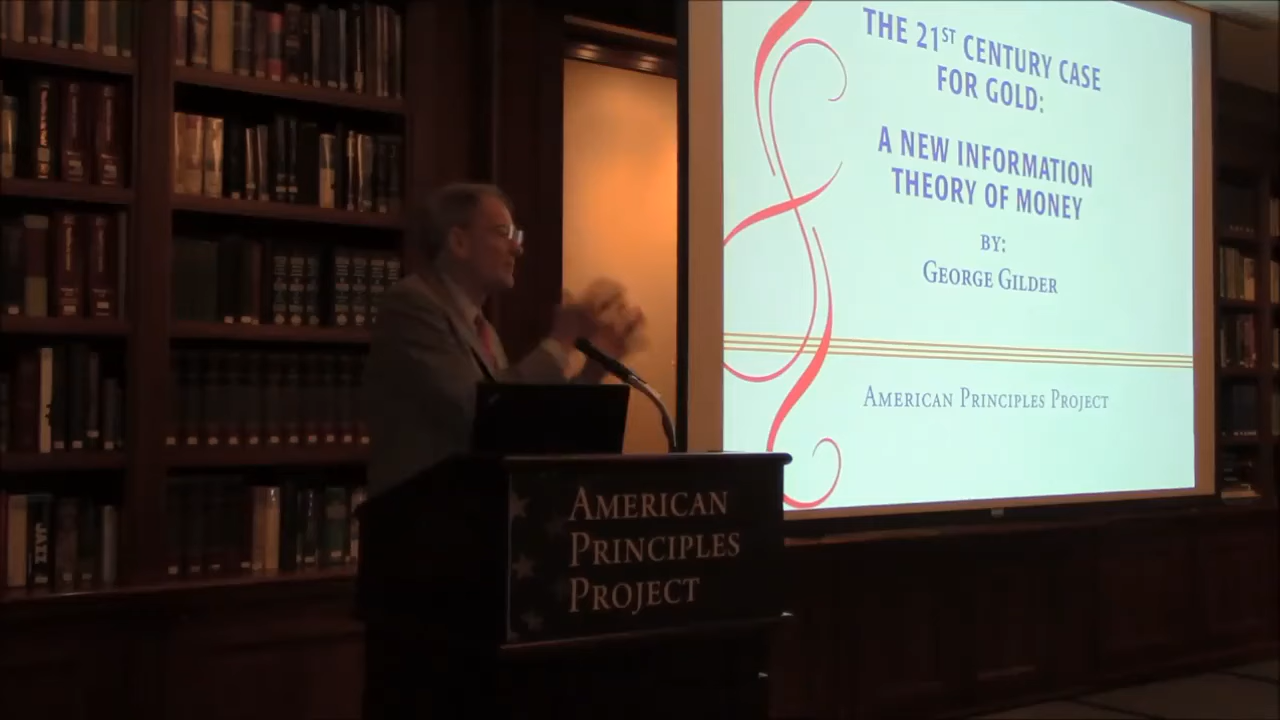 THE 21ST CENTURY CASE
FOR GOLD:
A NEW INFORMATION
THEORY OF MONEY
BY:
GEORGE GILDER
AMERICAN PRINCIPLES PROJECT
AMERICAN
PRINCIPLES
PROJECT